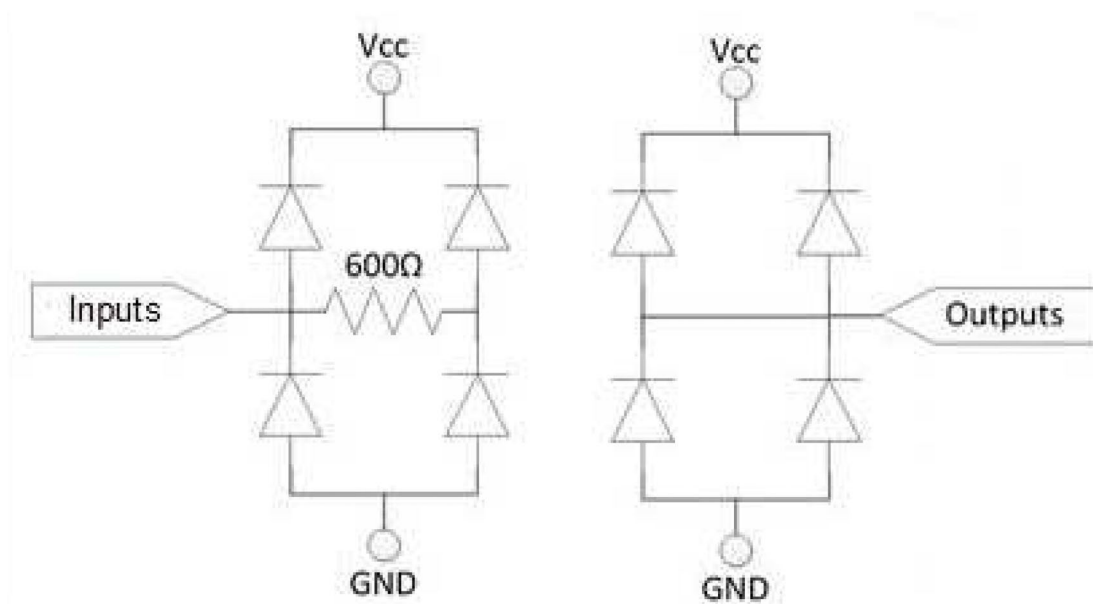 Vcc
Vcc
600Ω
Inputs
Outputs
GND
GND